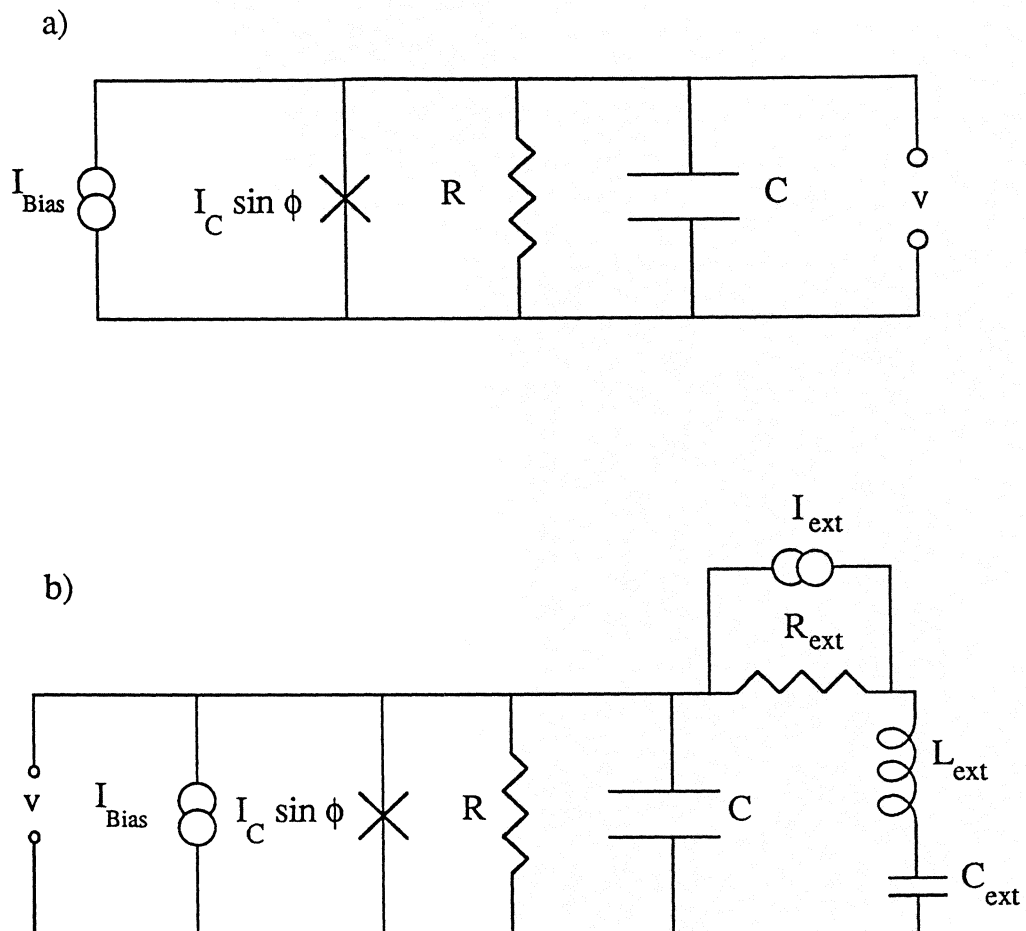 a)
I_Bias
I_C sin ϕ
R
C
v
b)
I_ext
R_ext
L_ext
v
I_Bias
I_C sin ϕ
R
C
C_ext